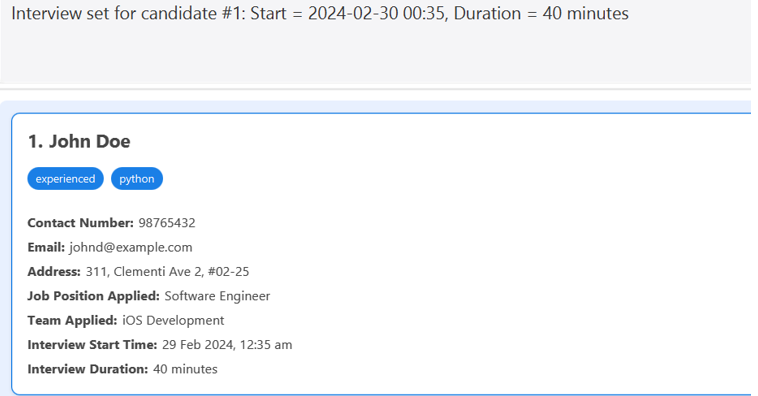 Interview set for candidate #1: Start = 2024-02-30 00:35, Duration = 40 minutes
1. John Doe
experienced python
Contact Number: 98765432
Email: johnd@example.com
Address: 311, Clementi Ave 2, #02-25
Job Position Applied: Software Engineer
Team Applied: iOS Development
Interview Start Time: 29 Feb 2024, 12:35 am
Interview Duration: 40 minutes